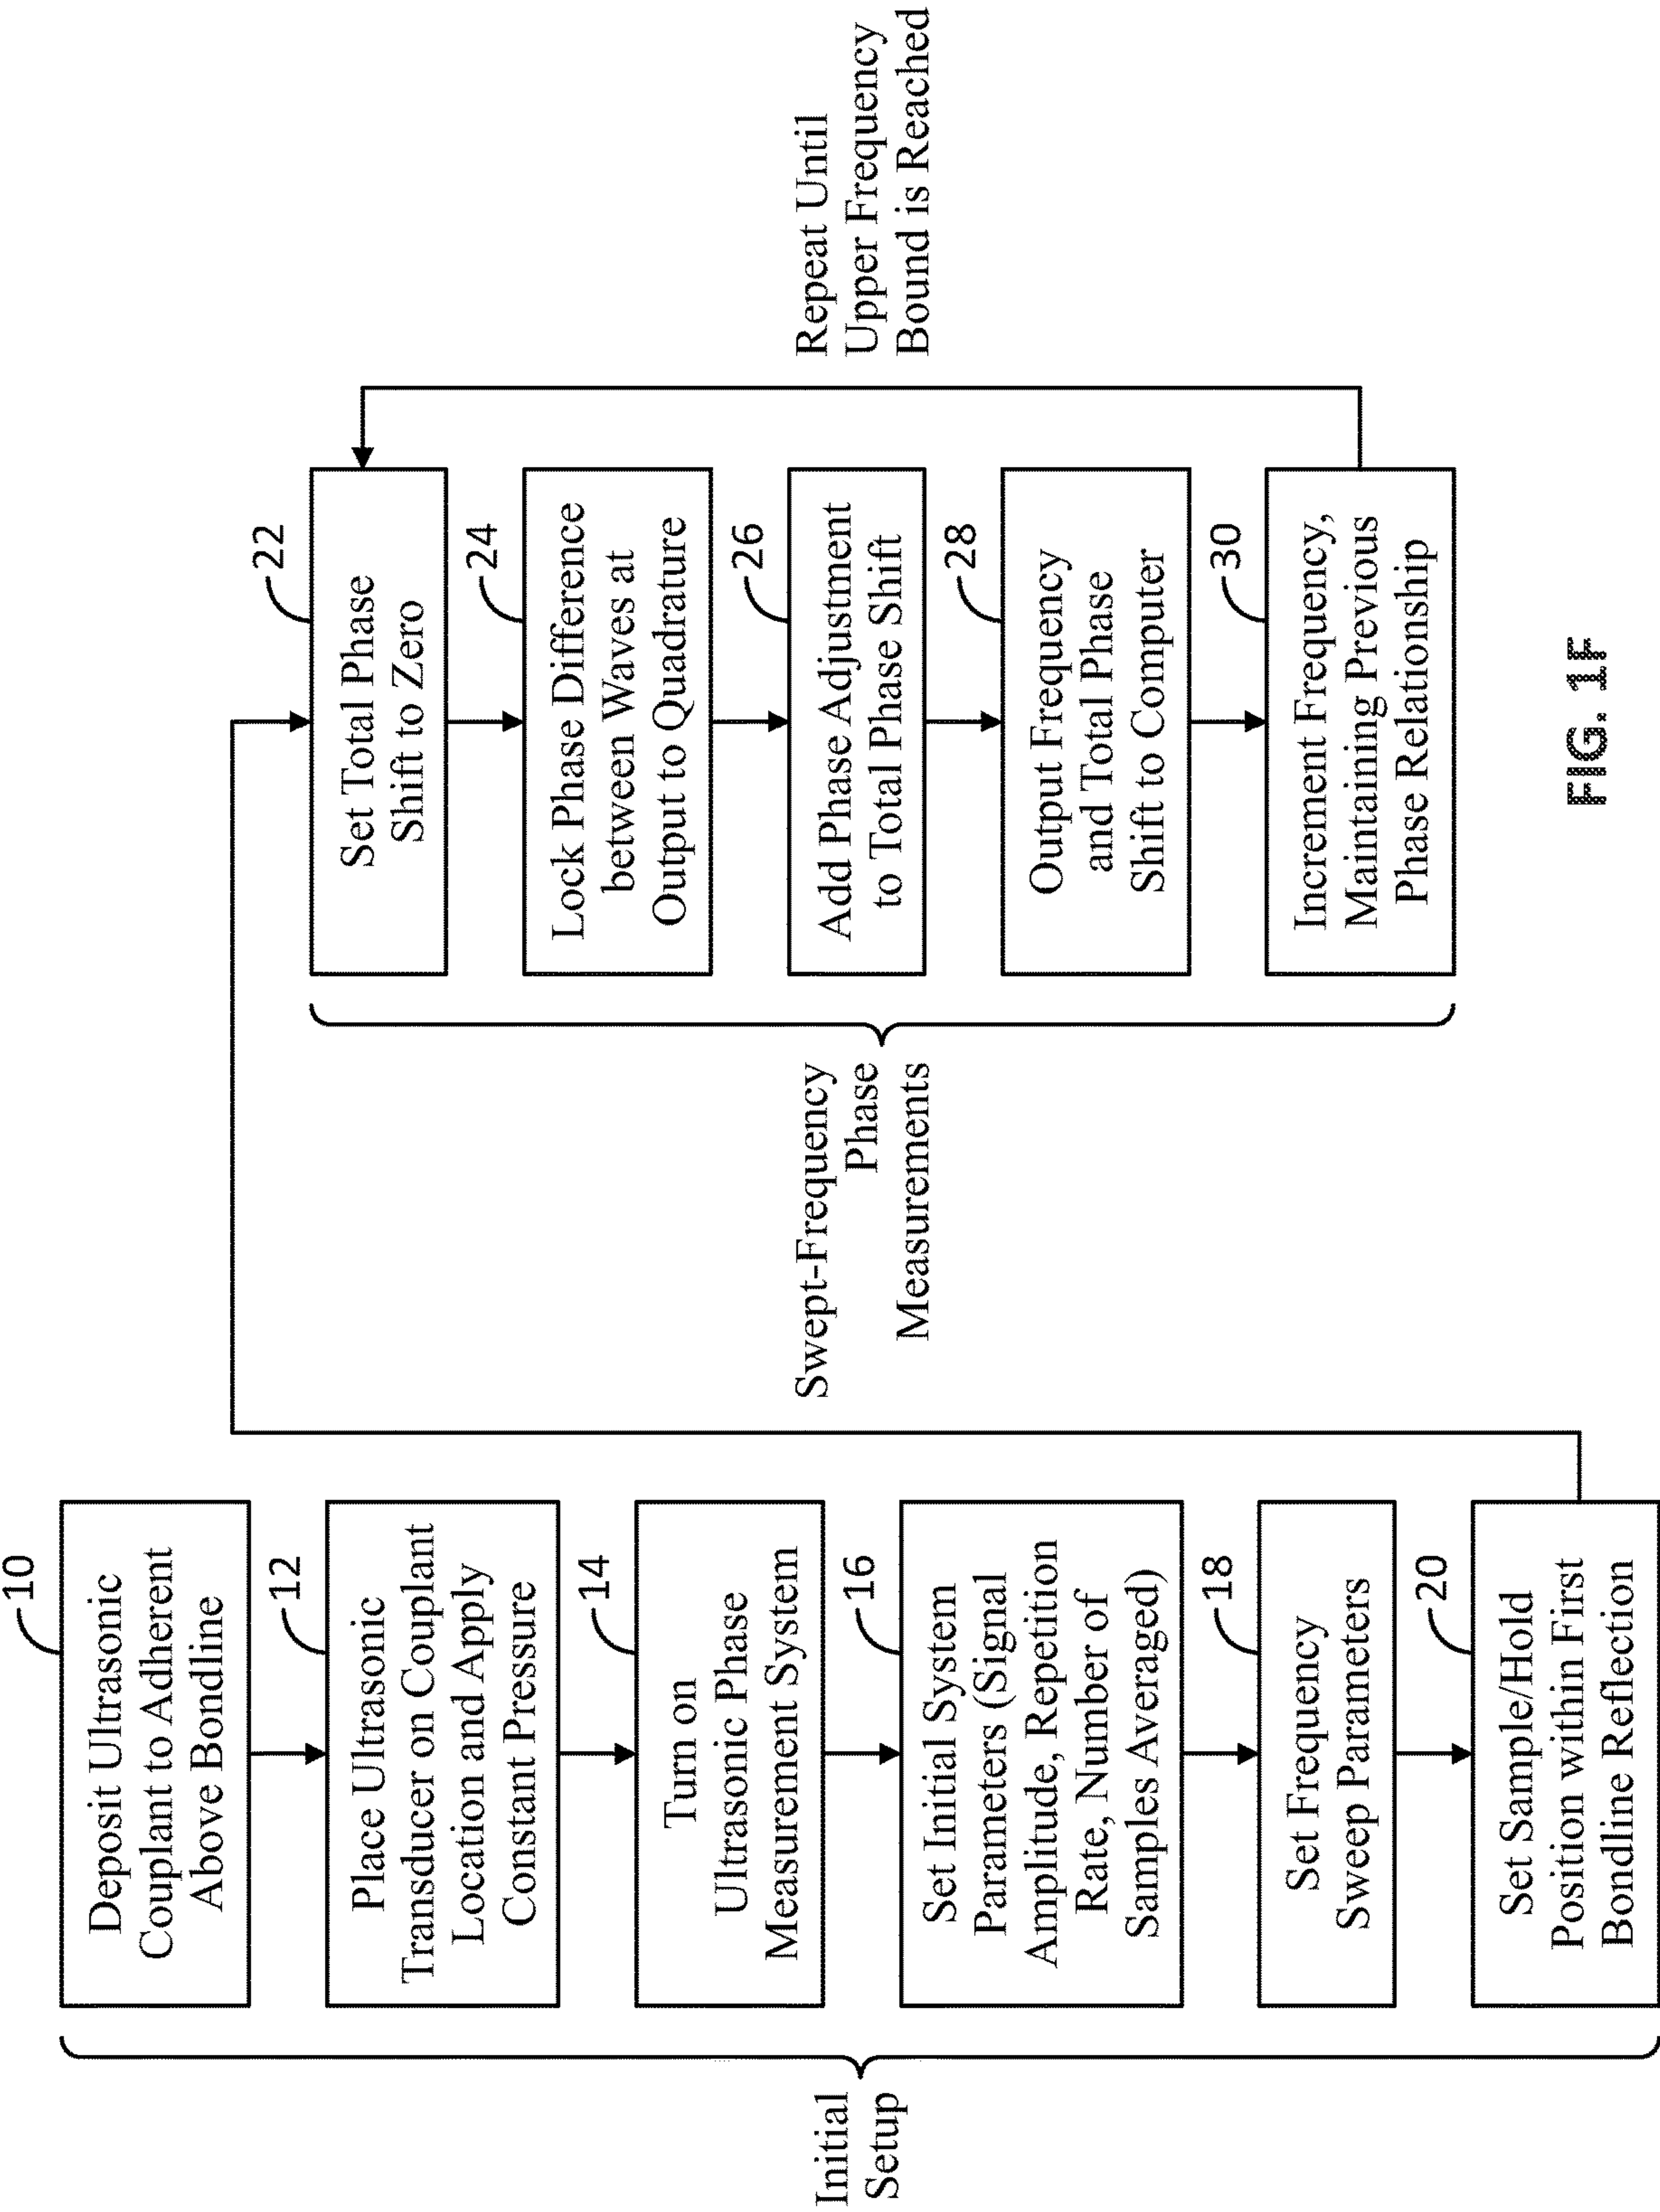 Initial
Setup
10
Deposit Ultrasonic
Couplant to Adherent
Above Bondline
12
Place Ultrasonic
Transducer on Couplant
Location and Apply
Constant Pressure
14
Turn on
Ultrasonic Phase
Measurement System
16
Set Initial System
Parameters (Signal
Amplitude, Repetition
Rate, Number of
Samples Averaged)
18
Set Frequency
Sweep Parameters
20
Set Sample/Hold
Position within First
Bondline Reflection
Swept-Frequency
Phase
Measurements
22
Set Total Phase
Shift to Zero
24
Lock Phase Difference
between Waves at
Output to Quadrature
26
Add Phase Adjustment
to Total Phase Shift
28
Output Frequency
and Total Phase
Shift to Computer
30
Increment Frequency,
Maintaining Previous
Phase Relationship
Repeat Until
Upper Frequency
Bound is Reached
FIG. 1F